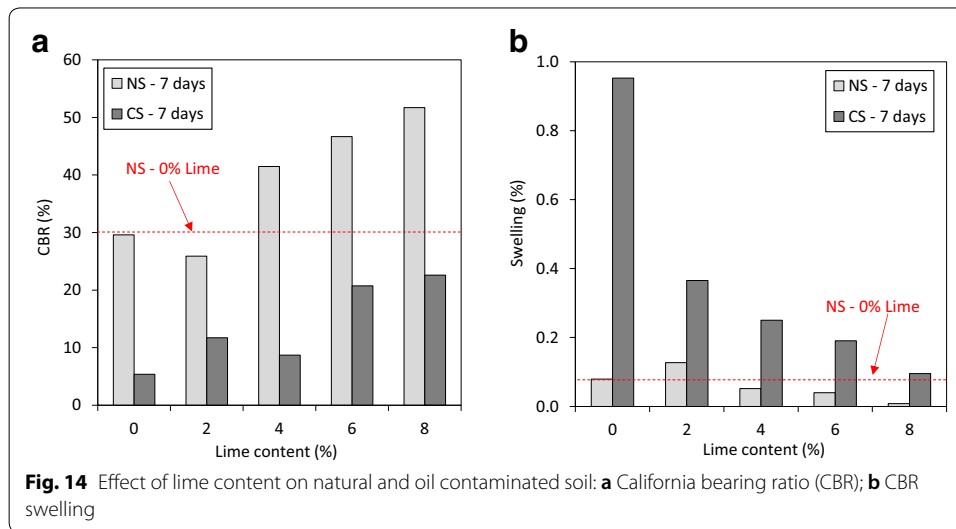 a
60
50
40
30
20
10
0
CBR (%)
NS - 7 days
CS - 7 days
NS - 0% Lime
0 2 4 6 8
Lime content (%)
b
1.0
0.8
0.6
0.4
0.2
0.0
Swelling (%)
NS - 7 days
CS - 7 days
NS - 0% Lime
0 2 4 6 8
Lime content (%)
Fig. 14 Effect of lime content on natural and oil contaminated soil: a California bearing ratio (CBR); b CBR
swelling